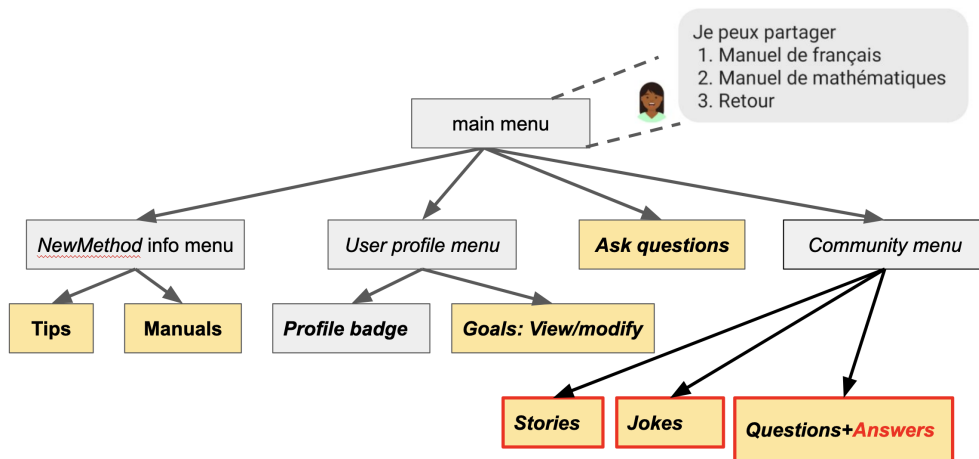 Je peux partager
1. Manuel de français
2. Manuel de mathématiques
3. Retour
main menu
NewMethod info menu
User profile menu
Ask questions
Community menu
Tips
Manuals
Profile badge
Goals: View/modify
Stories
Jokes
Questions+Answers